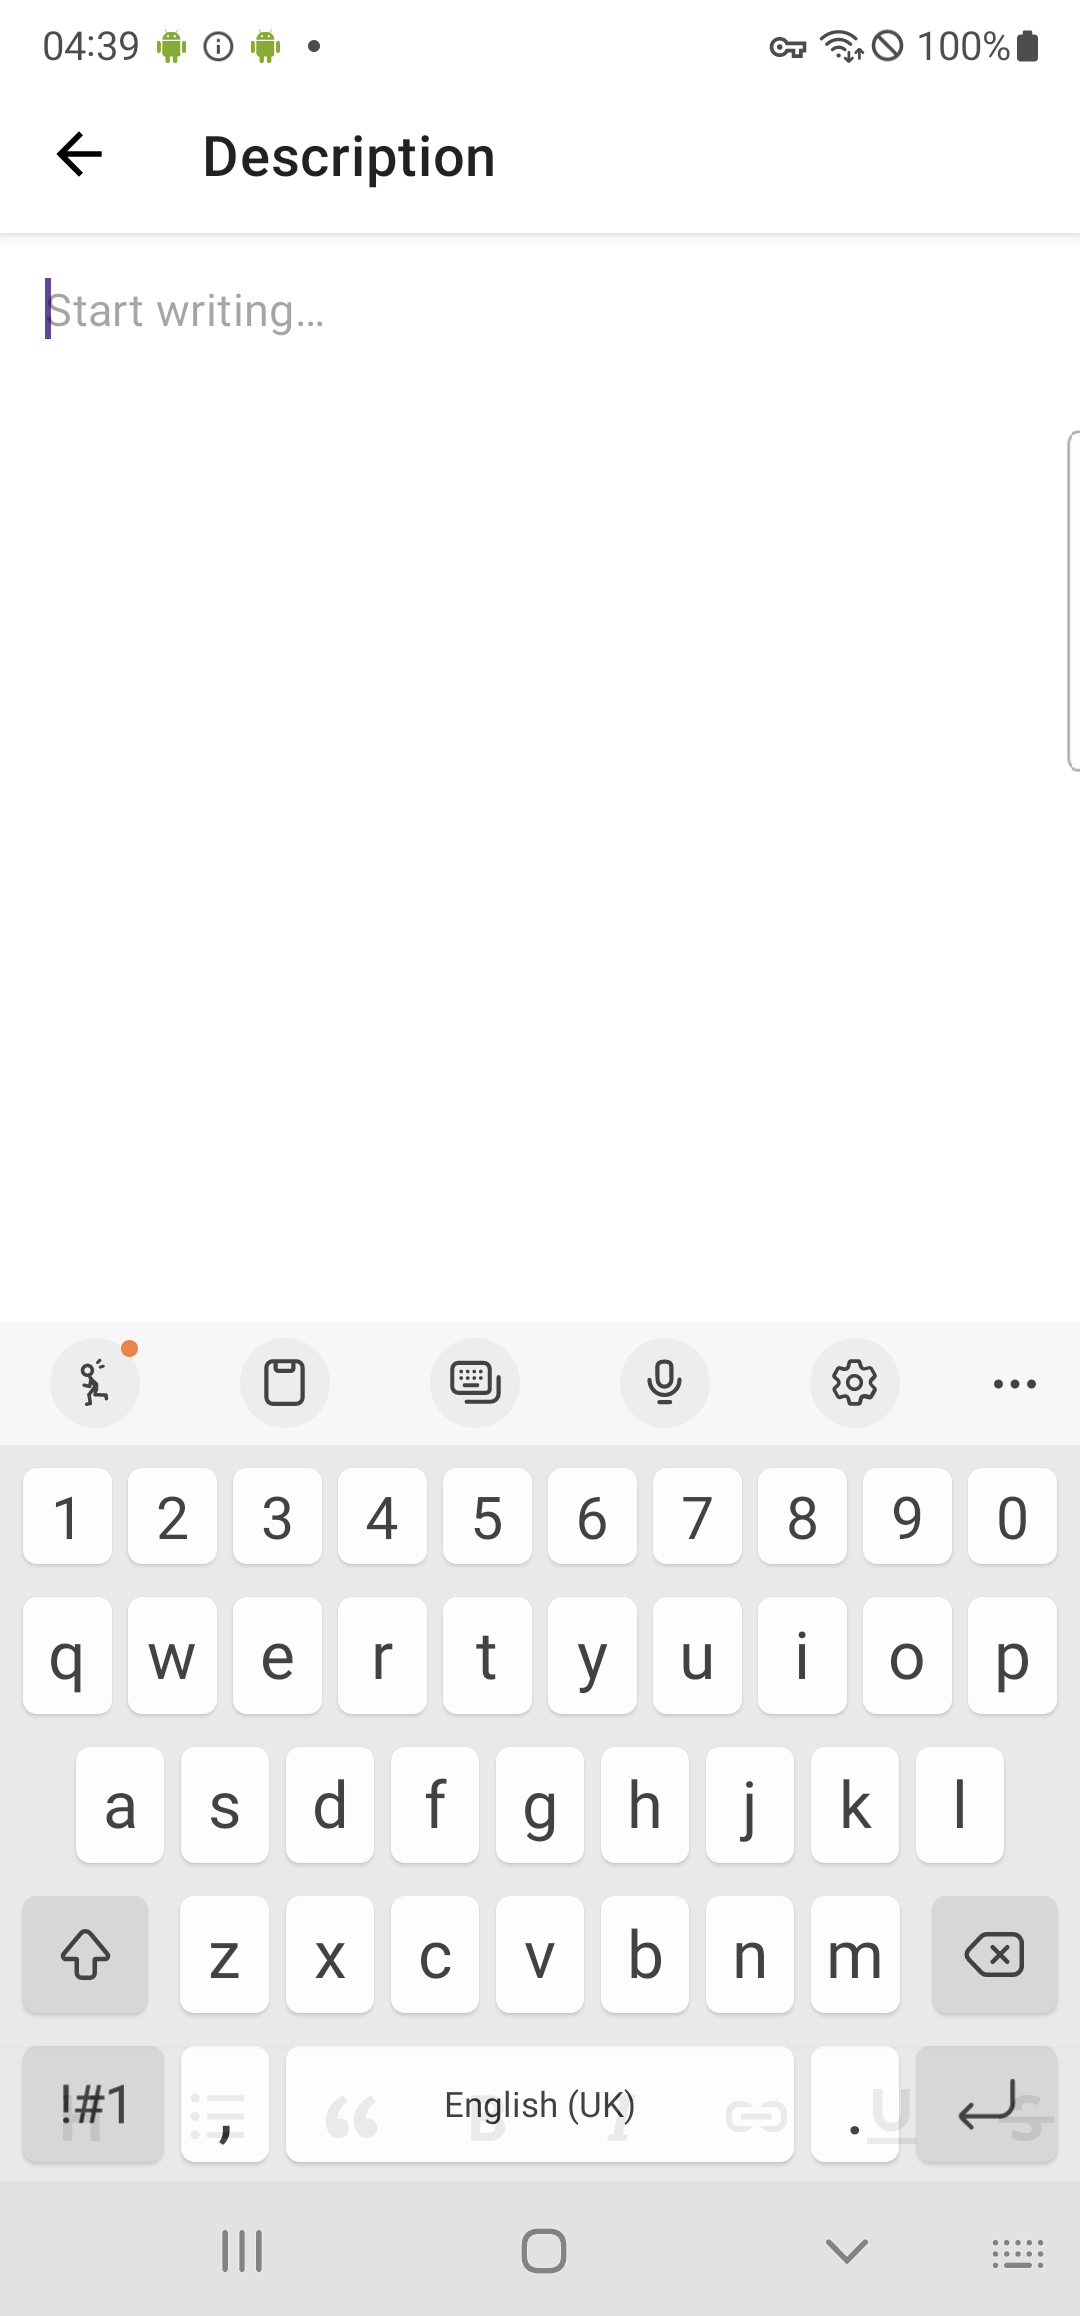 04:39
100%
Description
Start writing...
1 2 3 4 5 6 7 8 9 0
q w e r t y u i o p
a s d f g h j k l
z x c v b n m
!#1 , English (UK) .
H B I U S